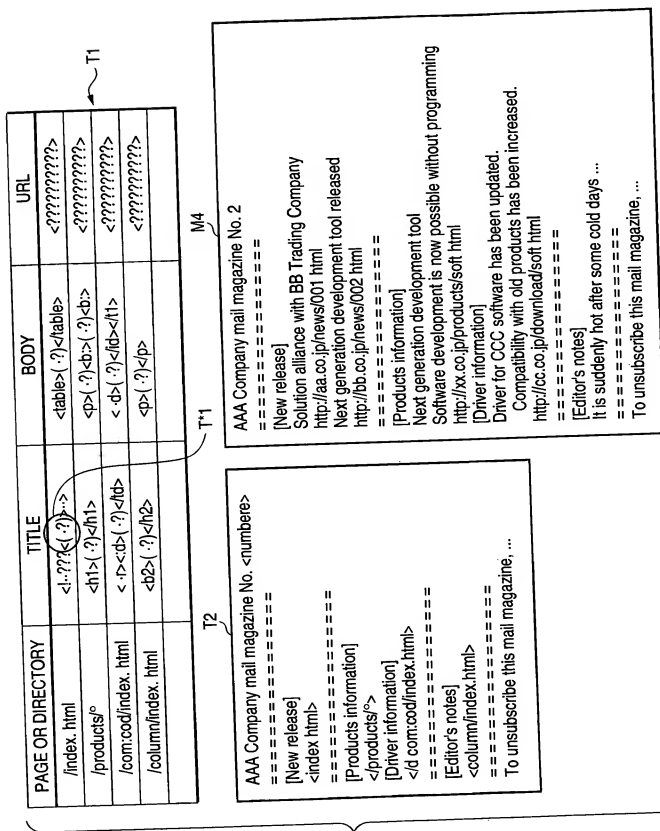 PAGE OR DIRECTORY TITLE BODY URL
/index. html <!-???<( ·?)>··> <table>( ·?)</table> <??????????>
/products/° <h1>( ·?)</h1> <p>( ·?)<b:>( ·?)<b:> <??????????>
/com:cod/index. html < ·r><:d>( ·?)</td> < ·d>( ·?)</td></t1> <??????????>
/column/index. html <b2>( ·?)</h2> <p>( ·?)</p> <??????????>
T1
T*1
T2
AAA Company mail magazine No. <numbere>
= = = = = = = = = = = = =
[New release]
<index html>
= = = = = = = = = = = = =
[Products information]
</products/°>
[Driver information]
</d com:cod/index.html>
= = = = = = = = = = = = =
[Editor's notes]
<column/index.html>
= = = = = = = = = = = = =
To unsubscribe this mail magazine, ...
M4
AAA Company mail magazine No. 2
= = = = = = = = = = = = =
[New release]
Solution alliance with BB Trading Company
http://aa.co.jp/news/001 html
Next generation development tool released
http://bb.co.jp/news/002 html
= = = = = = = = = = = = =
[Products information]
Next generation development tool
Software development is now possible without programming
http://xx.co.jp/products/soft html
[Driver information]
Driver for CCC software has been updated.
Compatibility with old products has been increased.
http://cc.co.jp/download/soft html
= = = = = = = = = = = = =
[Editor's notes]
It is suddenly hot after some cold days ...
= = = = = = = = = = = = =
To unsubscribe this mail magazine, ...